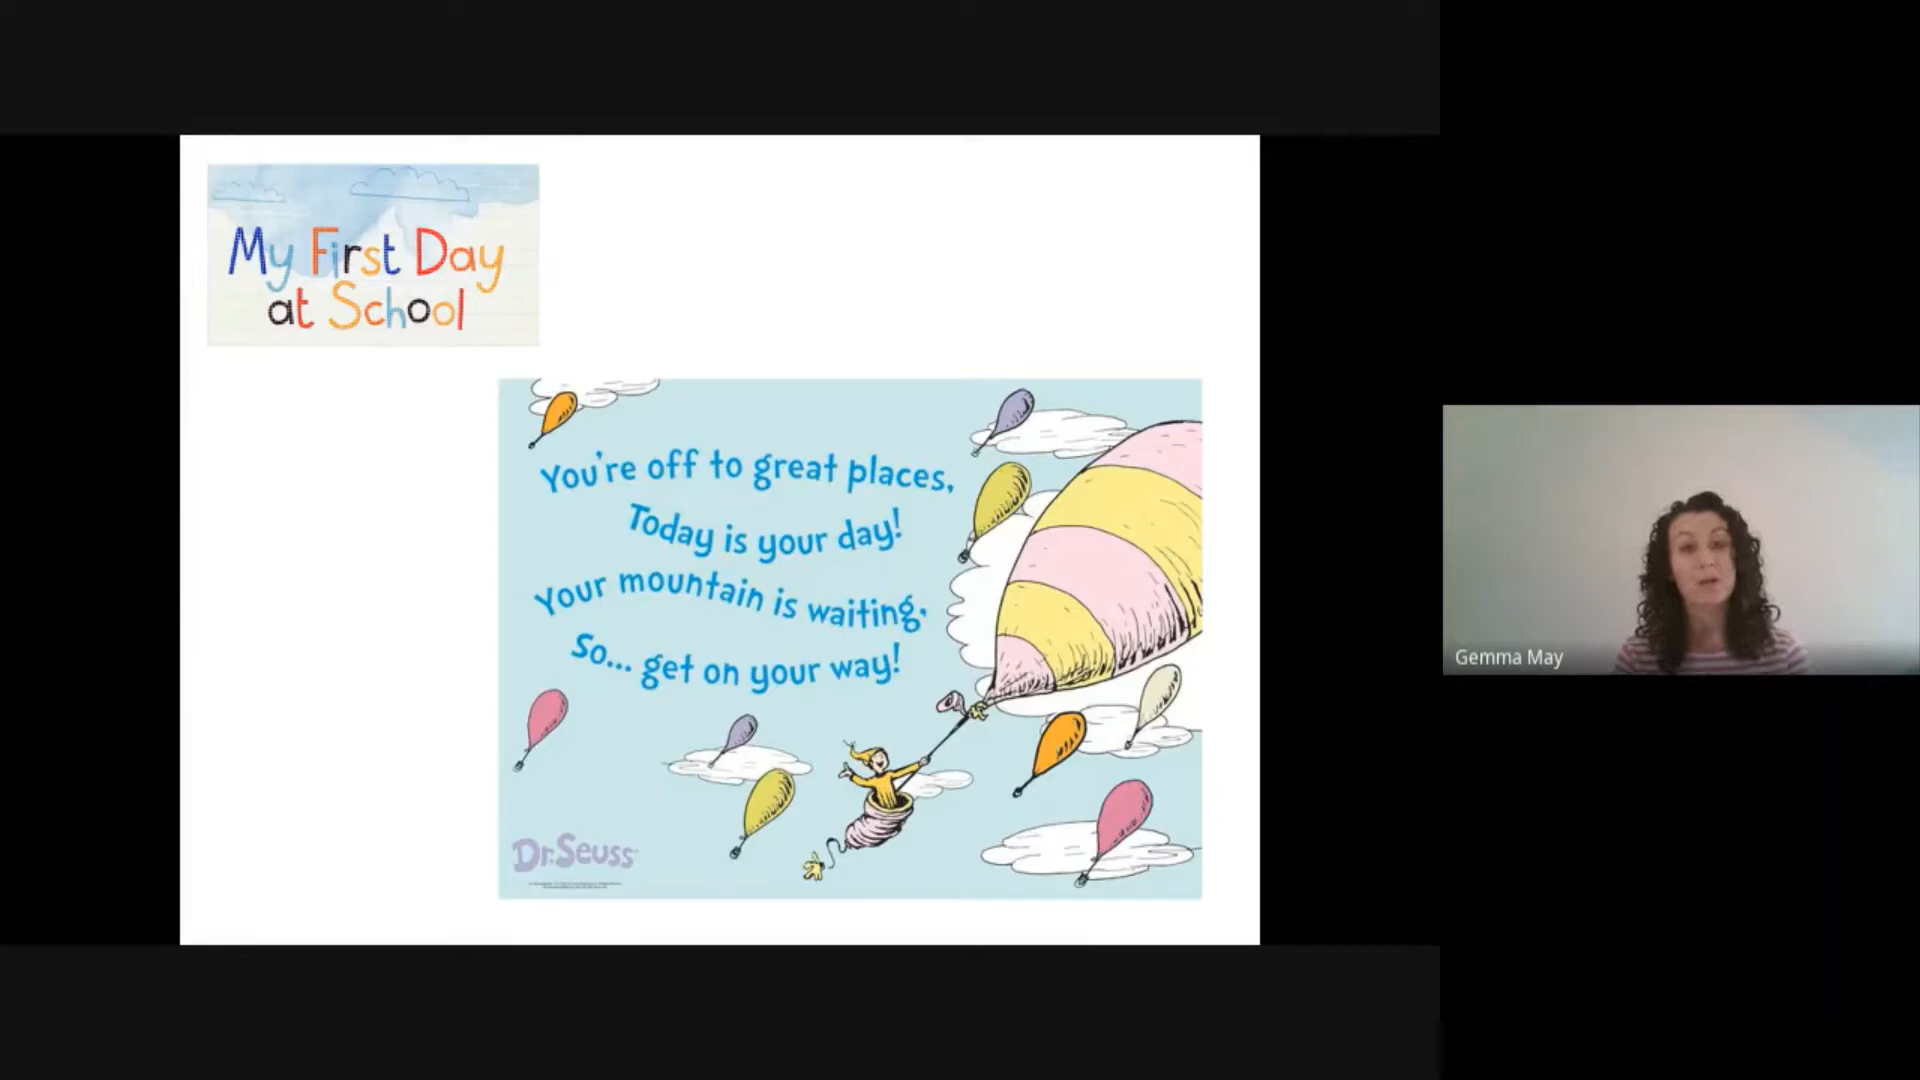 My First Day
at School
You're off to great places,
Today is your day!
Your mountain is waiting.
So... get on your way!
Dr. Seuss
Gemma May